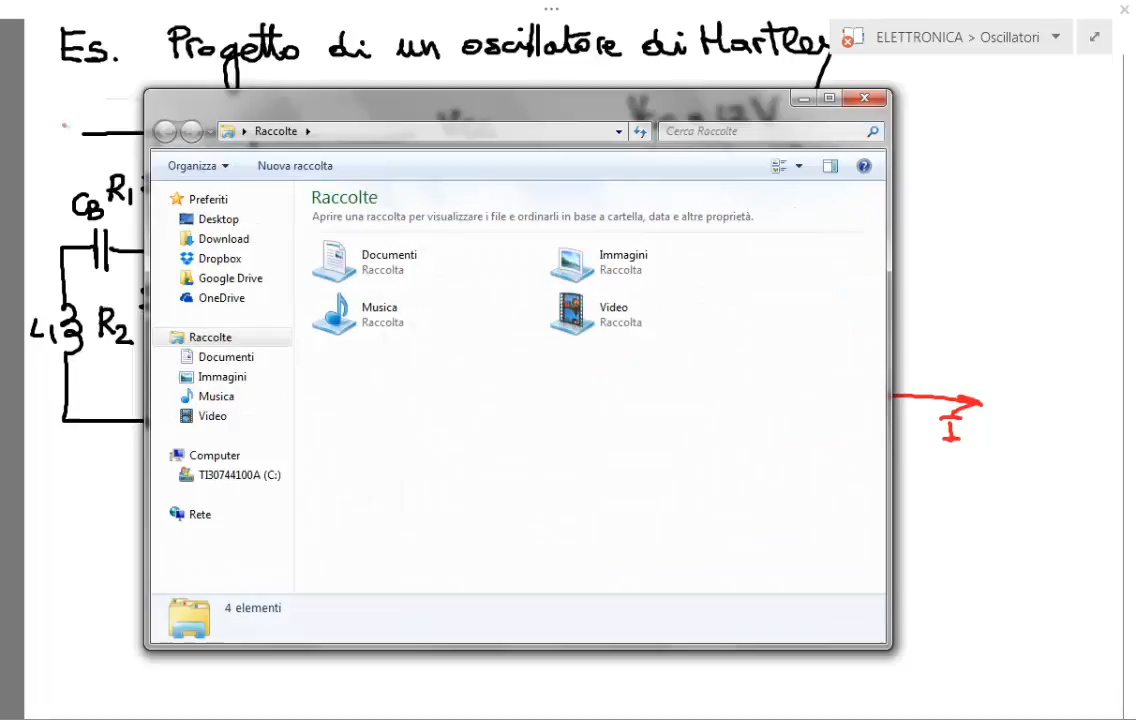 Es. Progetto di un oscillatore di Hartley
ELETTRONICA > Oscillatori
Raccolte
Cerca Raccolte
Organizza
Nuova raccolta
Preferiti
Desktop
Download
Dropbox
Google Drive
OneDrive
Raccolte
Documenti
Immagini
Musica
Video
Computer
TI30744100A (C:)
Rete
Raccolte
Aprire una raccolta per visualizzare i file e ordinarli in base a cartella, data e altre proprietà.
Documenti
Raccolta
Immagini
Raccolta
Musica
Raccolta
Video
Raccolta
4 elementi
R1
CB
L1
R2
I